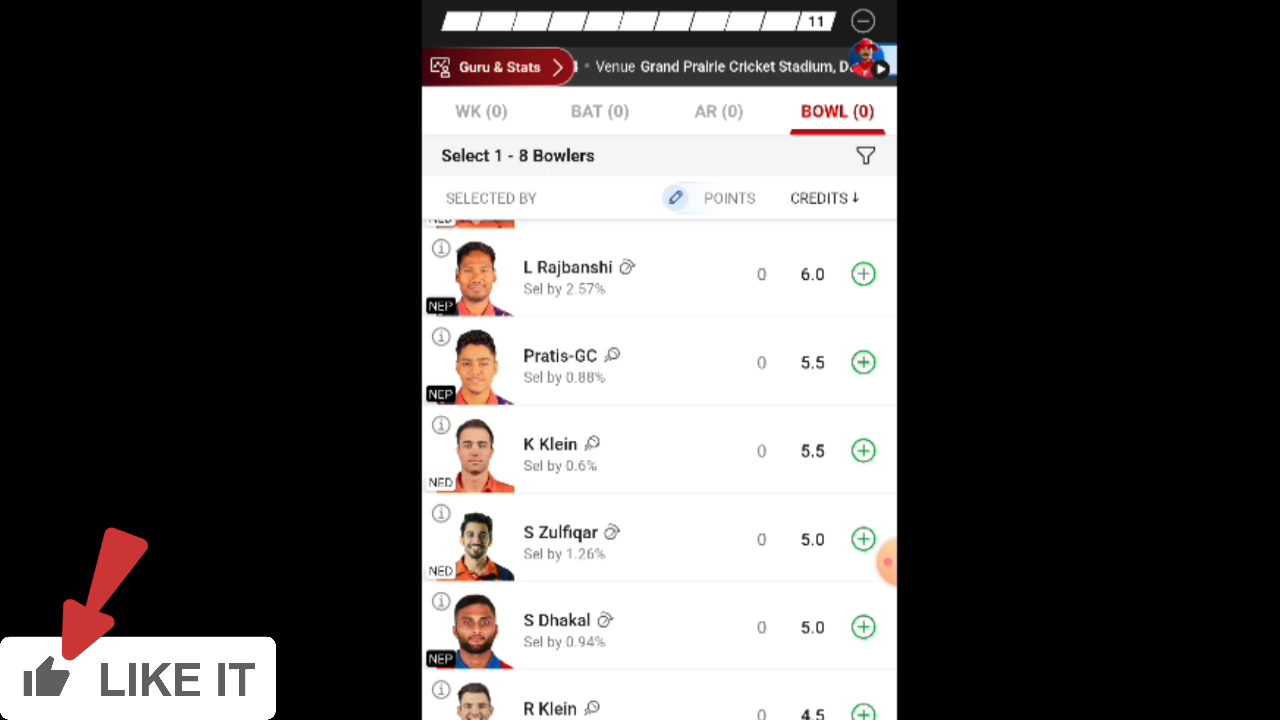 11
Guru & Stats
Venue Grand Prairie Cricket Stadium, D
WK (0) BAT (0) AR (0) BOWL (0)
Select 1 - 8 Bowlers
SELECTED BY POINTS CREDITS↓
NED
L Rajbanshi
Sel by 2.57%
0 6.0
NEP
Pratis-GC
Sel by 0.88%
0 5.5
NEP
K Klein
Sel by 0.6%
0 5.5
NED
S Zulfiqar
Sel by 1.26%
0 5.0
NED
S Dhakal
Sel by 0.94%
0 5.0
NEP
R Klein
0 4.5
LIKE IT